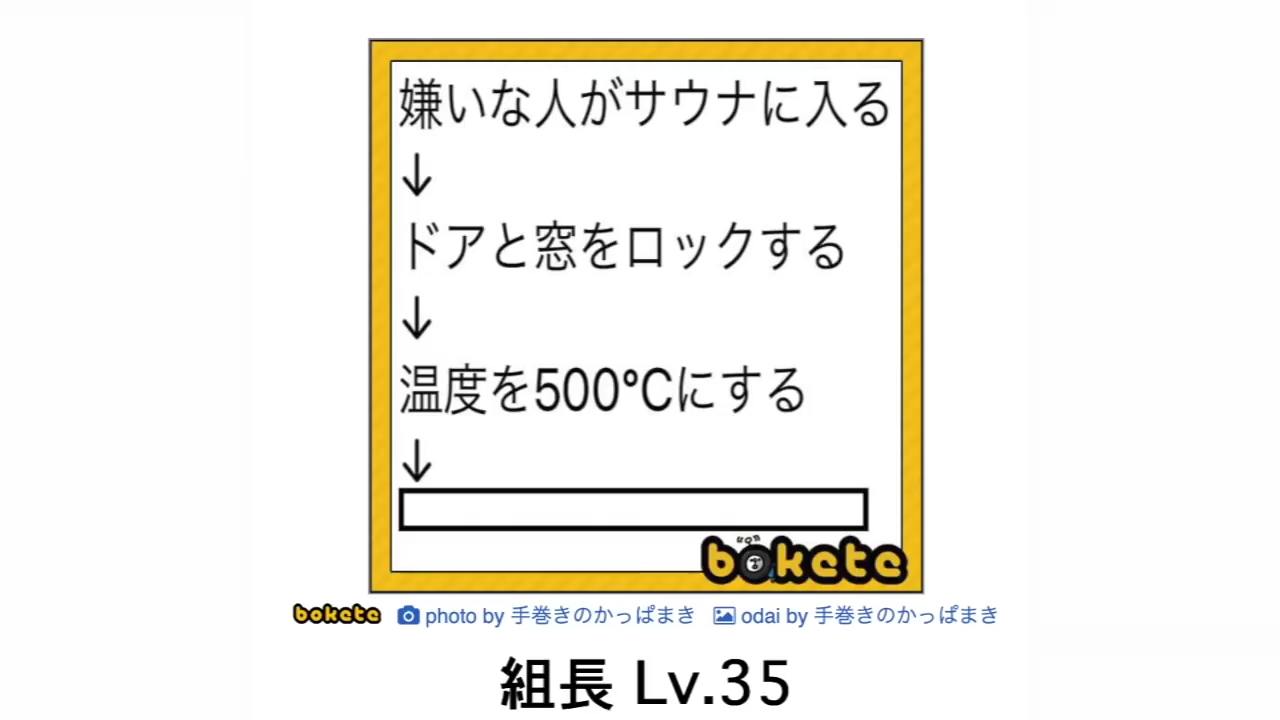 嫌いな人がサウナに入る
↓
ドアと窓をロックする
↓
温度を500℃にする
↓
bokete
bokete photo by 手巻きのかっぱまき odai by 手巻きのかっぱまき
組長 Lv.35